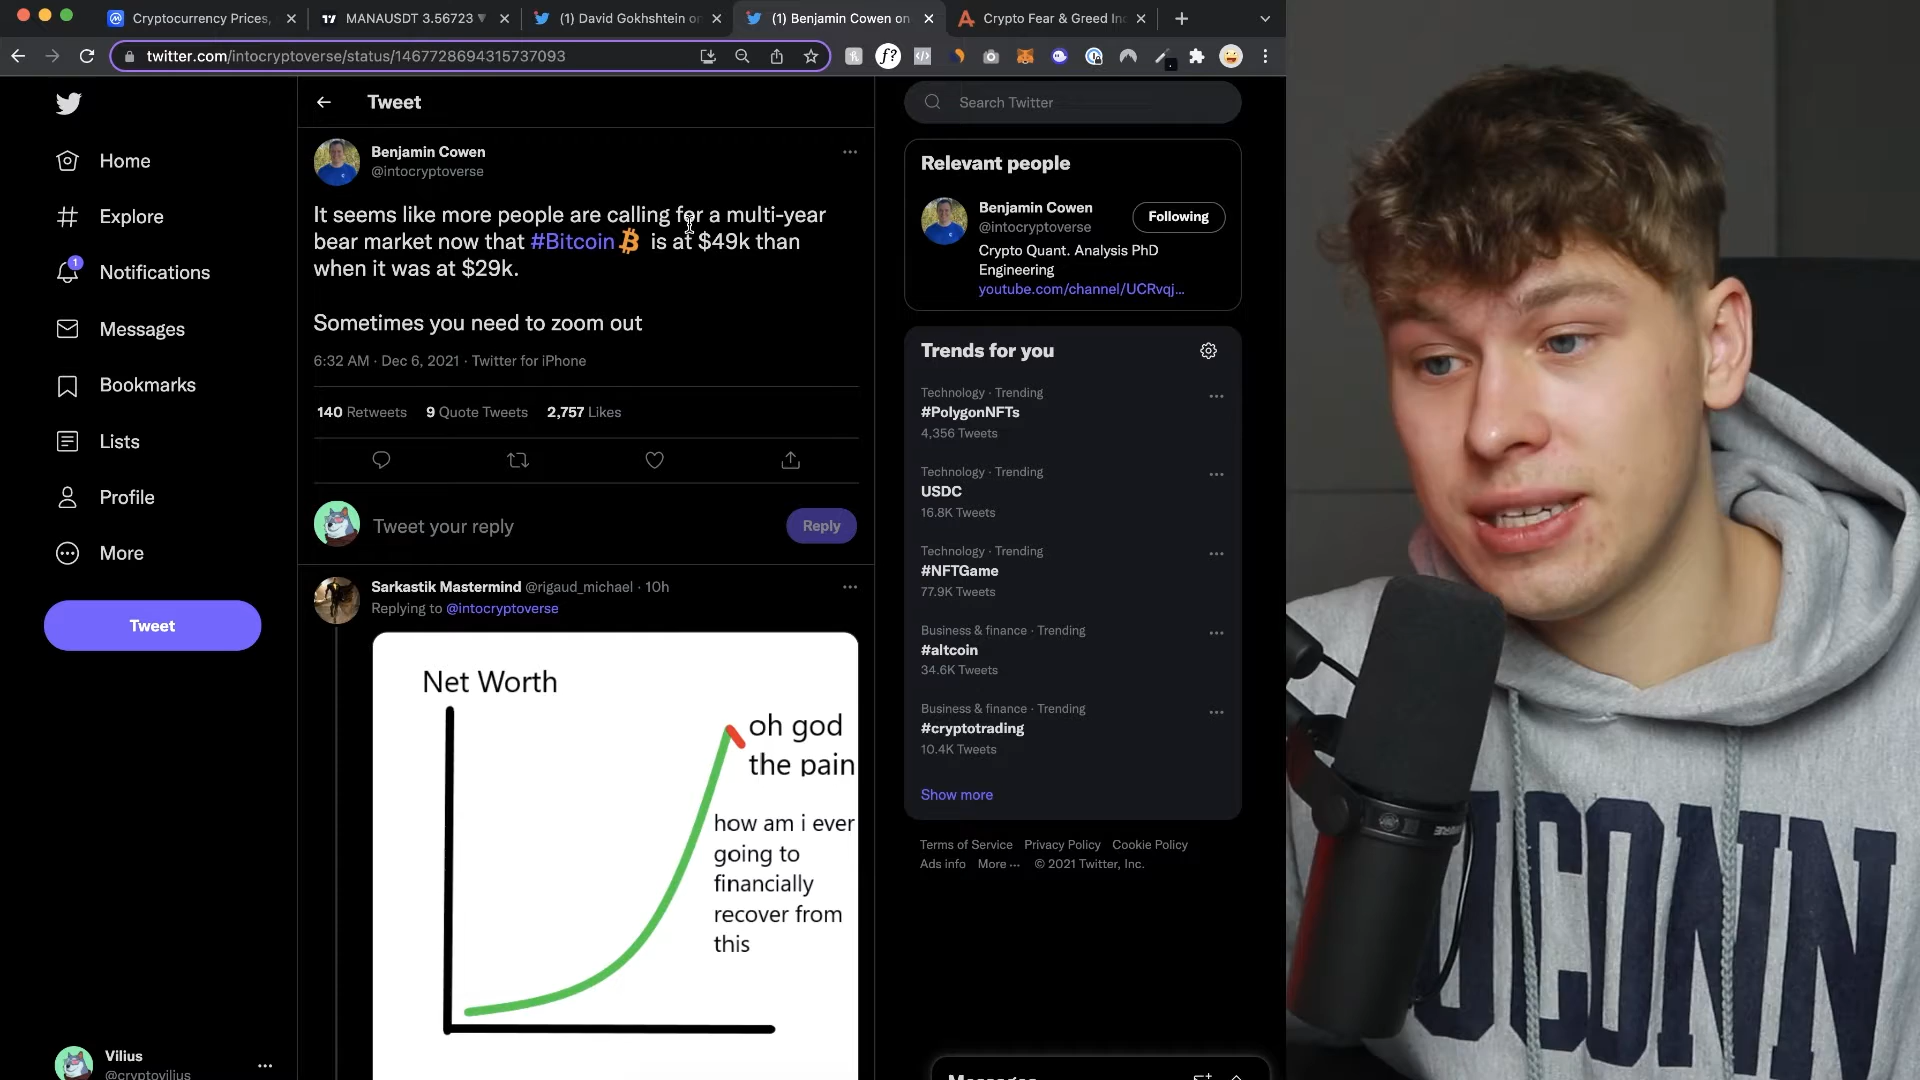 Cryptocurrency Prices,
MANAUSDT 3.56723
(1) David Gokhshtein on
(1) Benjamin Cowen on
Crypto Fear & Greed Ind
twitter.com/intocryptoverse/status/1467728694315737093
Tweet
Search Twitter
Home
Explore
1
Notifications
Messages
Bookmarks
Lists
Profile
More
Tweet
Vilius
@cryptovilius
Benjamin Cowen
@intocryptoverse
It seems like more people are calling for a multi-year
bear market now that #Bitcoin is at $49k than
when it was at $29k.
Sometimes you need to zoom out
6:32 AM · Dec 6, 2021 · Twitter for iPhone
140 Retweets 9 Quote Tweets 2,757 Likes
Tweet your reply
Reply
Sarkastik Mastermind @rigaud_michael · 10h
Replying to @intocryptoverse
Net Worth
oh god
the pain
how am i ever
going to
financially
recover from
this
Relevant people
Benjamin Cowen
@intocryptoverse
Following
Crypto Quant. Analysis PhD
Engineering
youtube.com/channel/UCRvqj...
Trends for you
Technology · Trending
#PolygonNFTs
4,356 Tweets
Technology · Trending
USDC
16.8K Tweets
Technology · Trending
#NFTGame
77.9K Tweets
Business & finance · Trending
#altcoin
34.6K Tweets
Business & finance · Trending
#cryptotrading
10.4K Tweets
Show more
Terms of Service Privacy Policy Cookie Policy
Ads info More ··· © 2021 Twitter, Inc.
Messages
UCONN